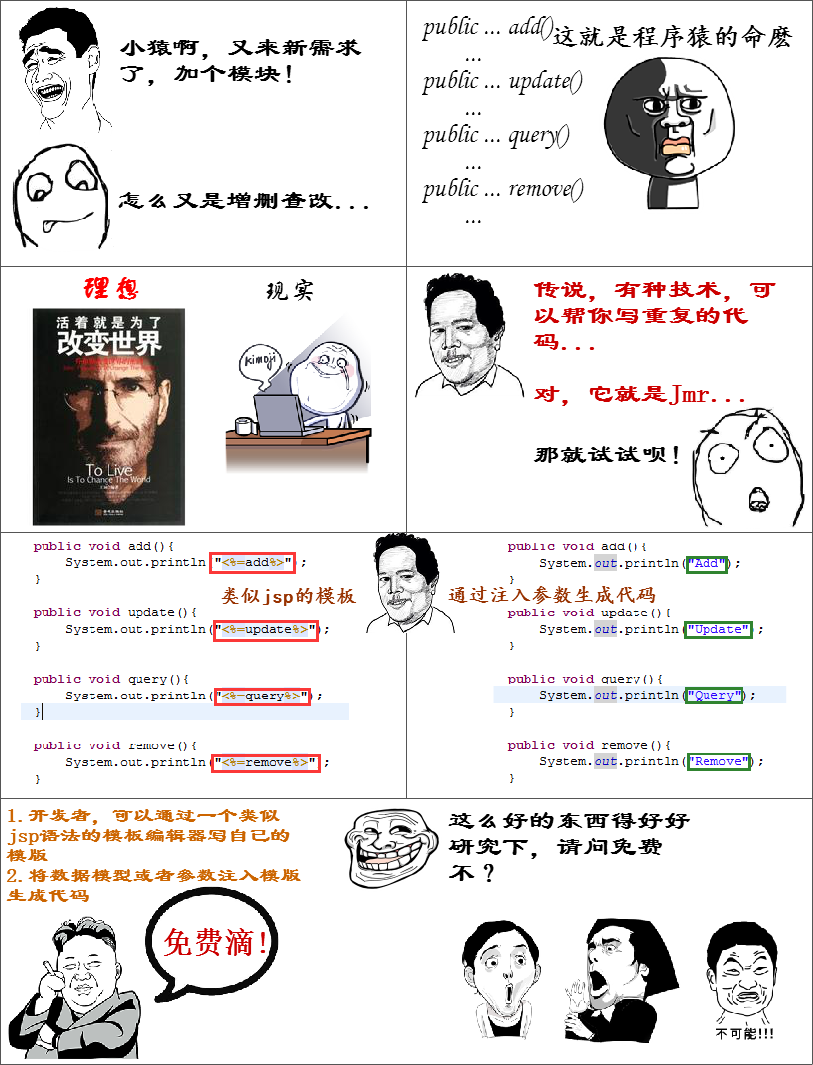 小猿啊，又来新需求
了，加个模块！
怎么又是增删查改...
public ... add()
...
public ... update()
...
public ... query()
...
public ... remove()
...
这就是程序猿的命麽
理想
现实
活着就是为了
改变世界
To Live
Is To Change The World
kimoji
传说，有种技术，可
以帮你写重复的代
码...
对，它就是Jmr...
那就试试呗！
public void add(){
System.out.println("<%=add%>");
}
public void update(){
System.out.println("<%=update%>");
}
public void query(){
System.out.println("<%=query%>");
}
public void remove(){
System.out.println("<%=remove%>");
}
类似jsp的模板
通过注入参数生成代码
public void add(){
System.out.println("Add");
}
public void update(){
System.out.println("Update");
}
public void query(){
System.out.println("Query");
}
public void remove(){
System.out.println("Remove");
}
1.开发者，可以通过一个类似
jsp语法的模板编辑器写自已的
模版
2.将数据模型或者参数注入模版
生成代码
免费滴!
这么好的东西得好好
研究下，请问免费
不？
不可能!!!